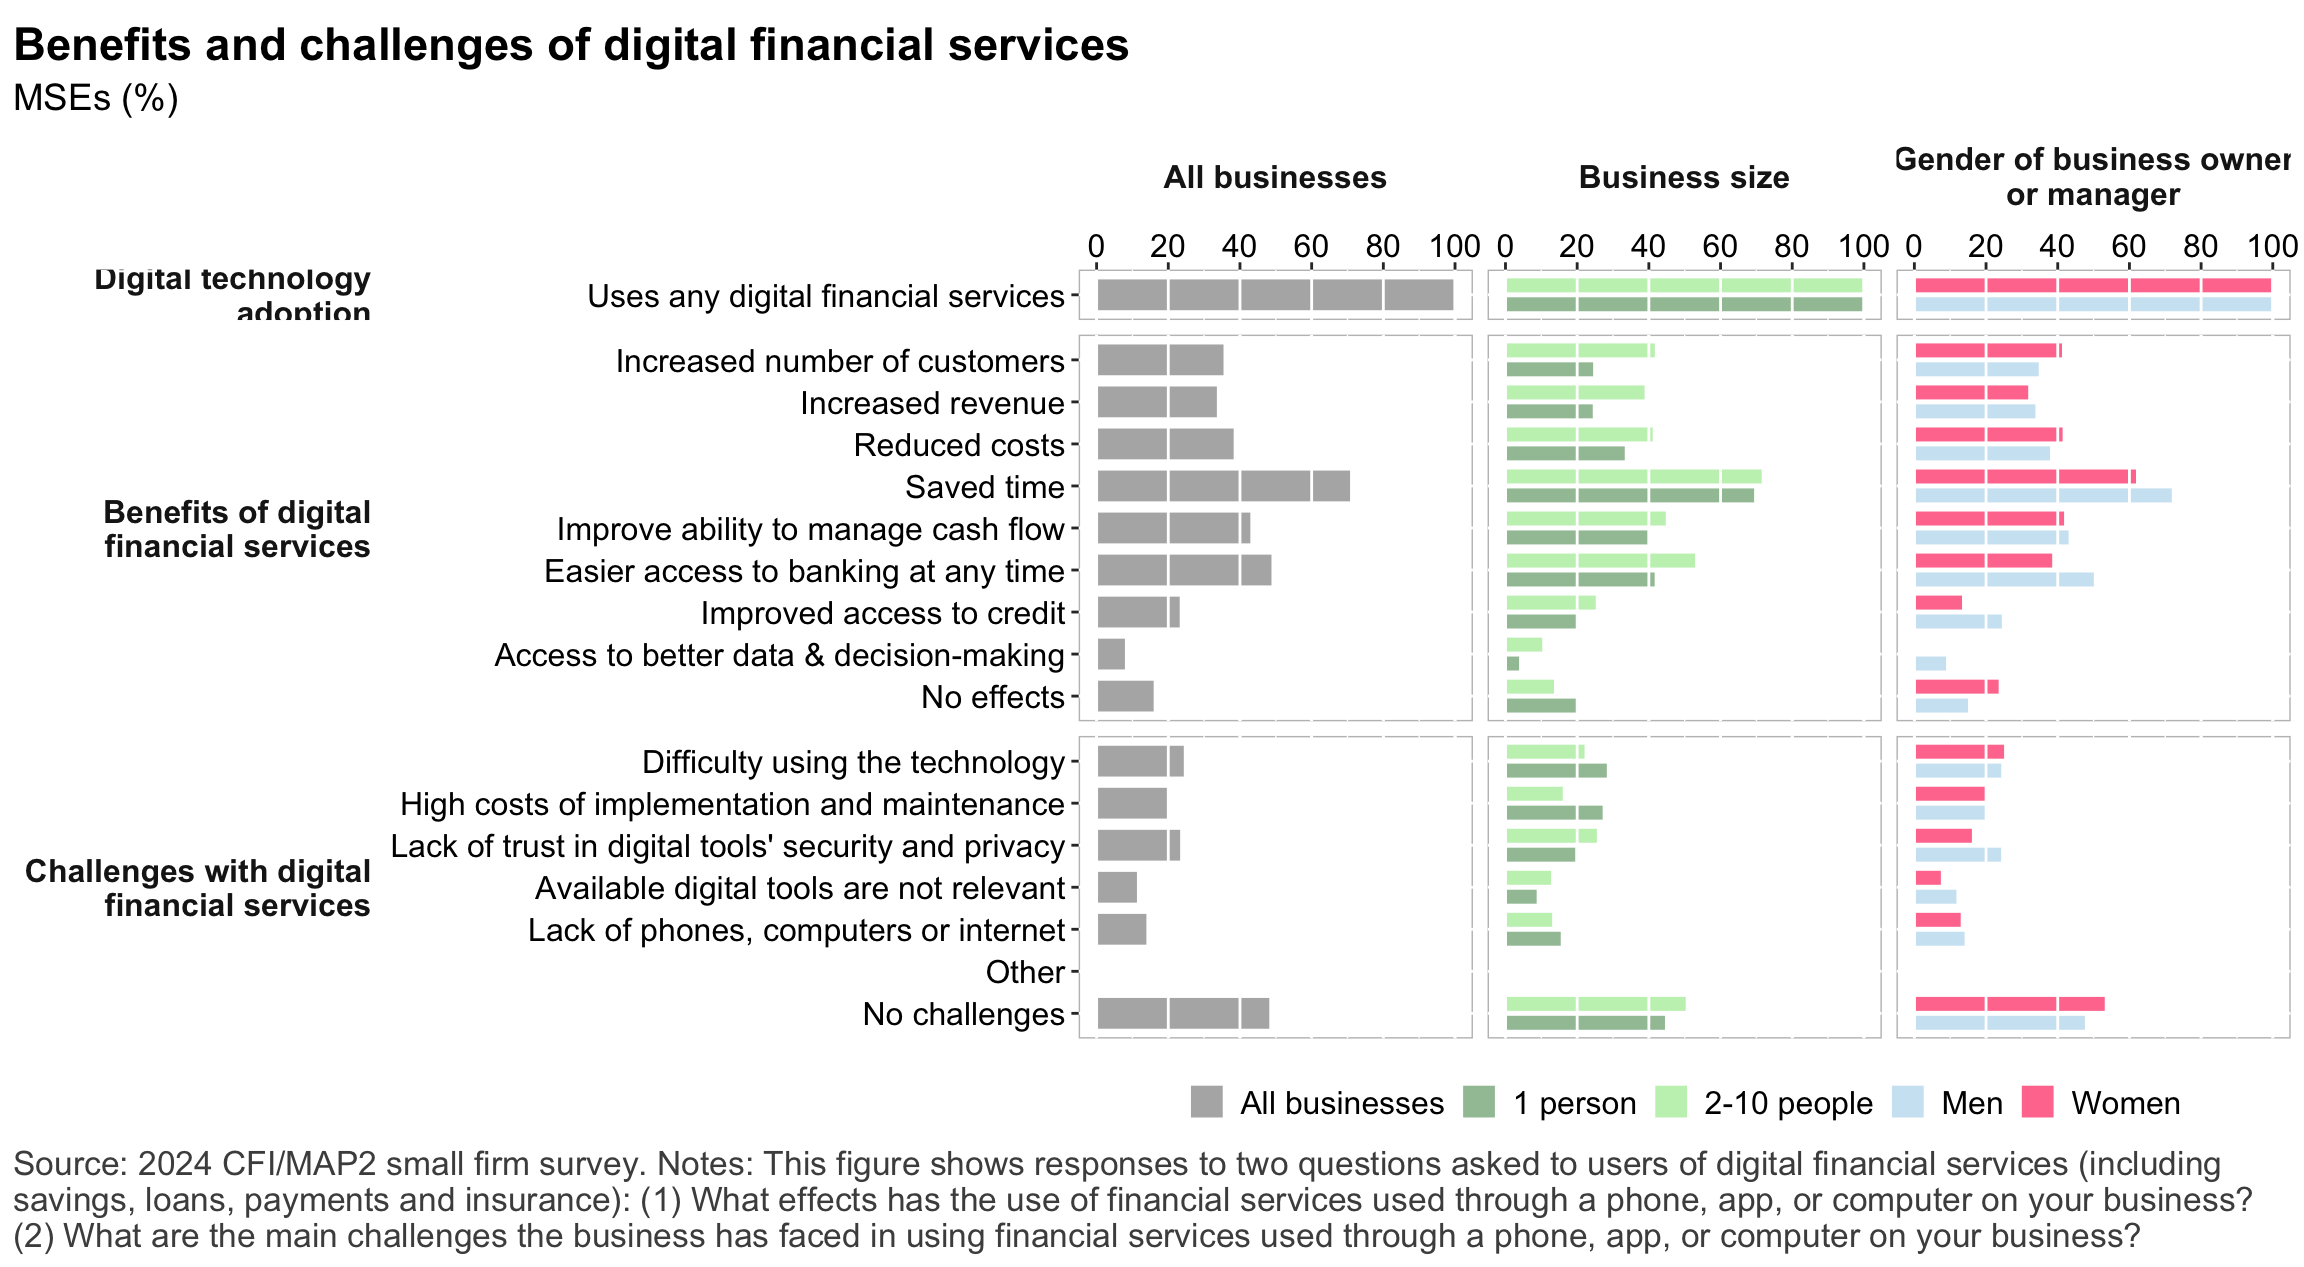 Benefits and challenges of digital financial services
MSEs (%)
All businesses
Business size
Gender of business owner
or manager
0 20 40 60 80 100 0 20 40 60 80 100 0 20 40 60 80 100
Digital technology
adoption
Uses any digital financial services
Benefits of digital
financial services
Increased number of customers
Increased revenue
Reduced costs
Saved time
Improve ability to manage cash flow
Easier access to banking at any time
Improved access to credit
Access to better data & decision-making
No effects
Challenges with digital
financial services
Difficulty using the technology
High costs of implementation and maintenance
Lack of trust in digital tools' security and privacy
Available digital tools are not relevant
Lack of phones, computers or internet
Other
No challenges
All businesses 1 person 2-10 people Men Women
Source: 2024 CFI/MAP2 small firm survey. Notes: This figure shows responses to two questions asked to users of digital financial services (including
savings, loans, payments and insurance): (1) What effects has the use of financial services used through a phone, app, or computer on your business?
(2) What are the main challenges the business has faced in using financial services used through a phone, app, or computer on your business?